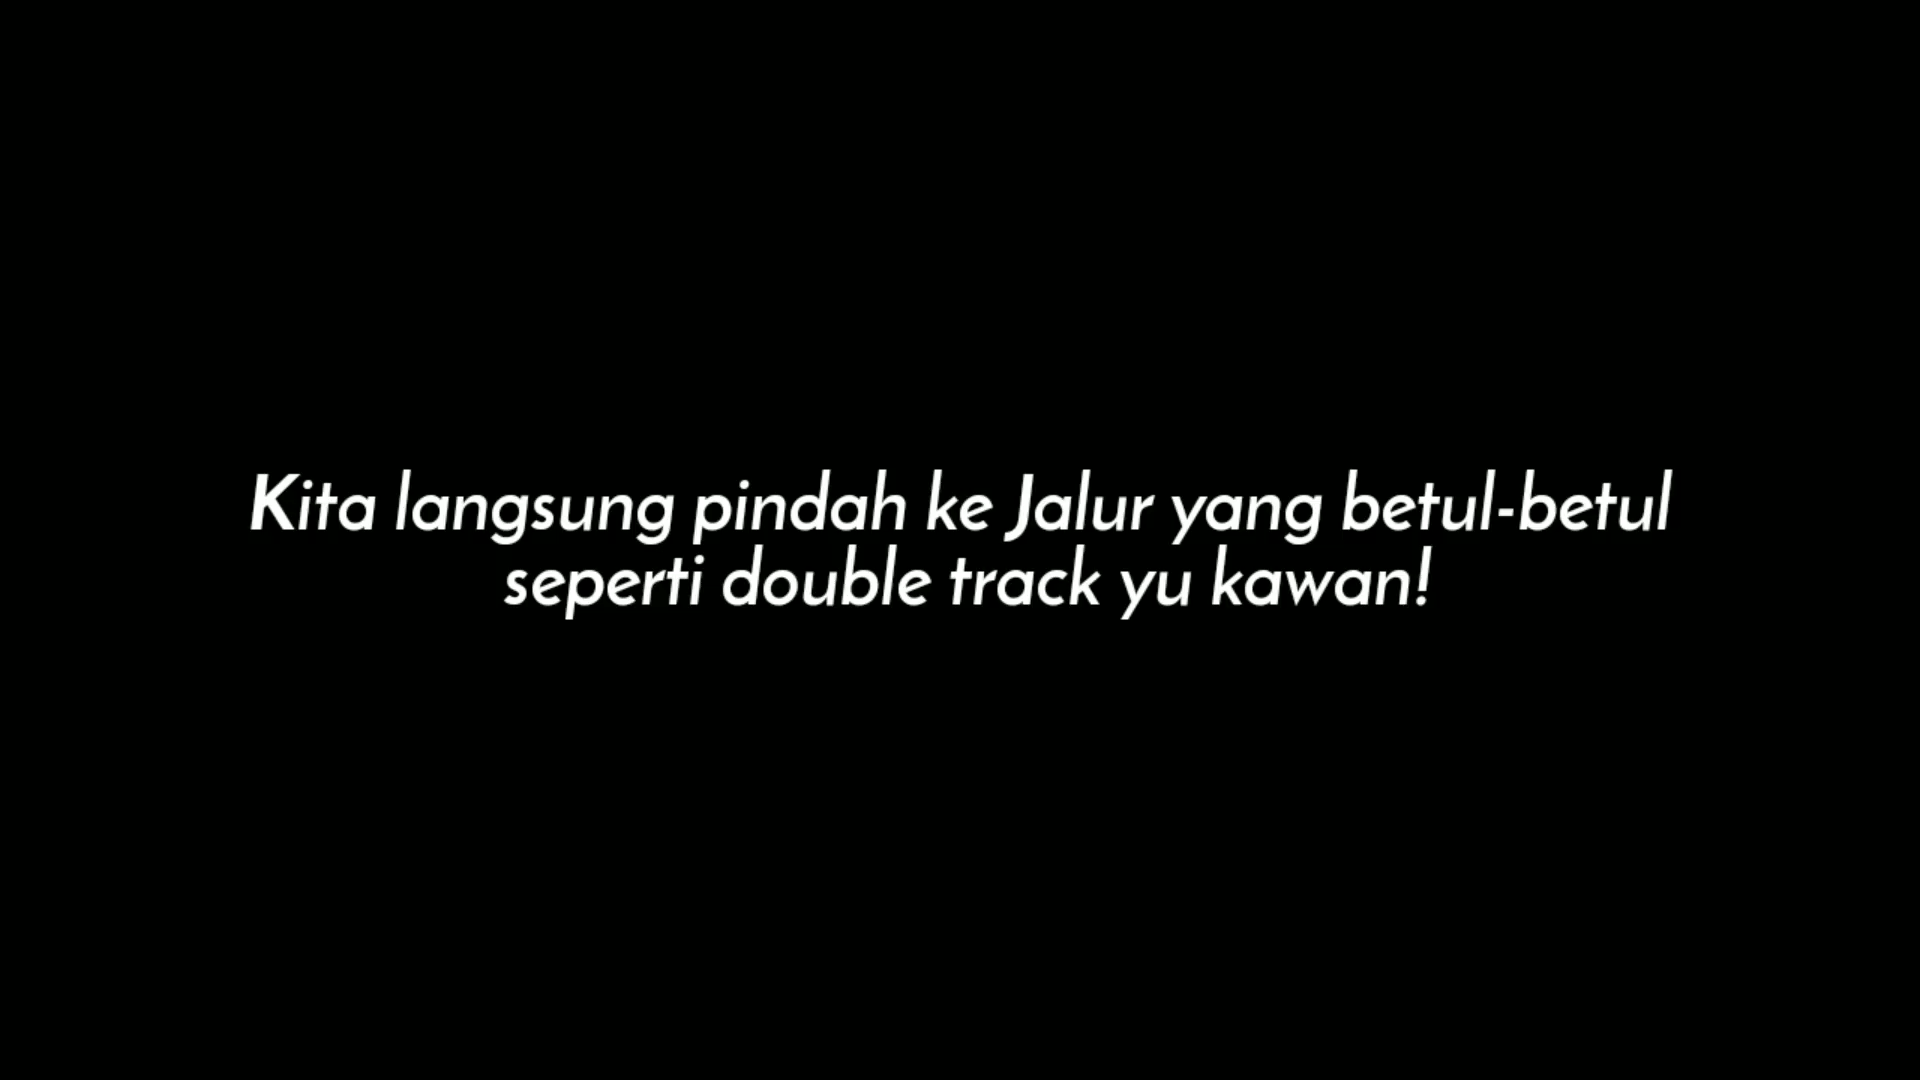 Kita langsung pindah ke Jalur yang betul-betul
seperti double track yu kawan!